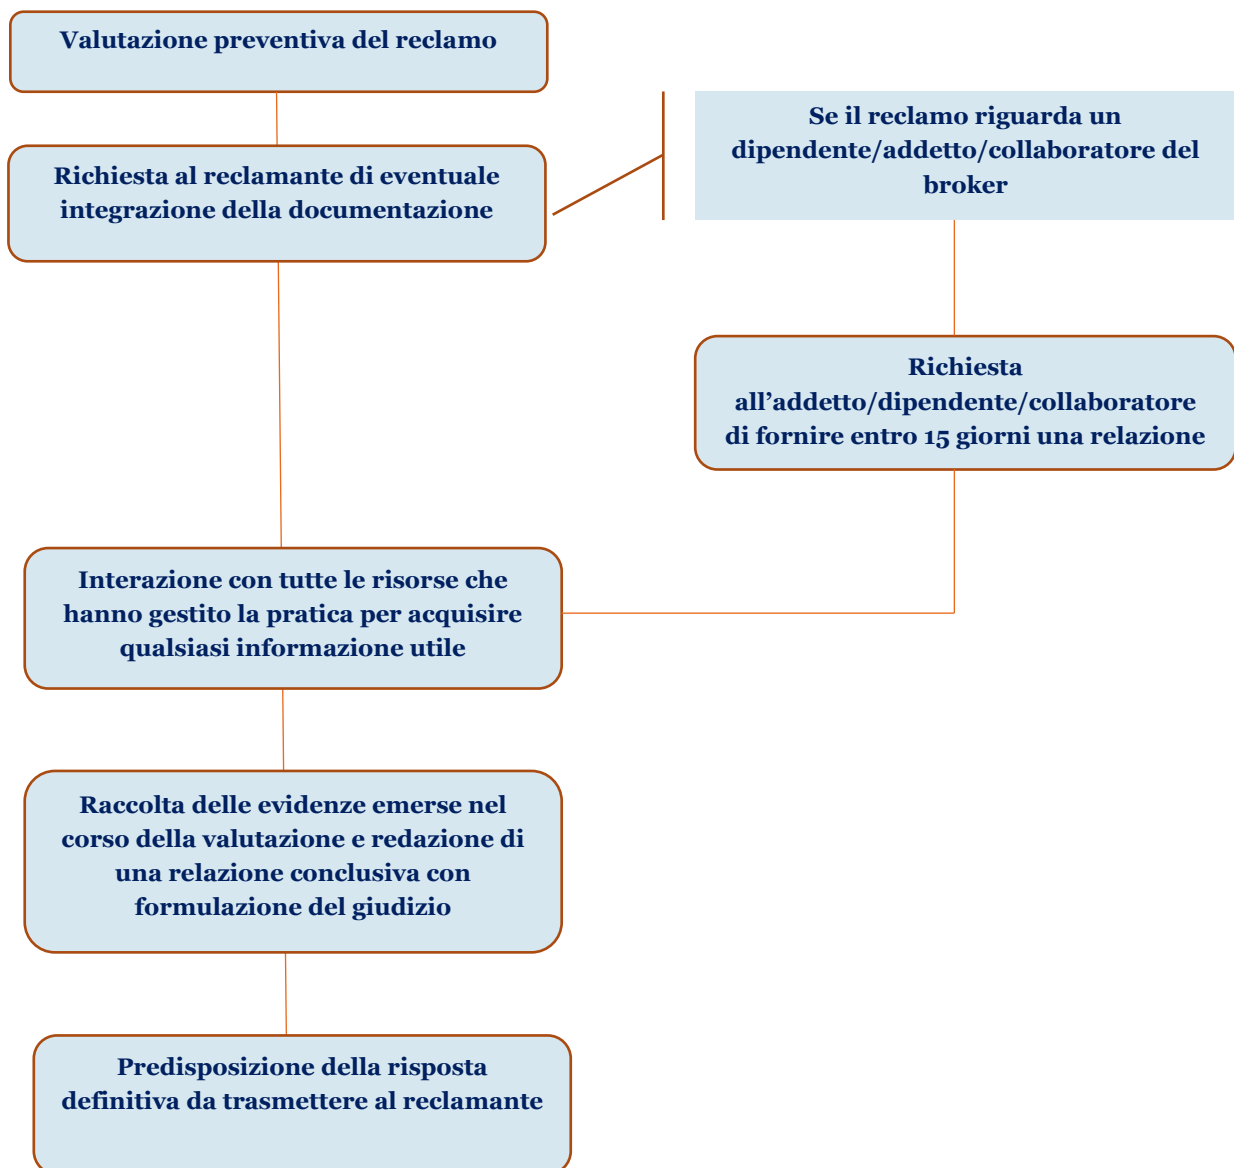 Valutazione preventiva del reclamo
Richiesta al reclamante di eventuale
integrazione della documentazione
Se il reclamo riguarda un
dipendente/addetto/collaboratore del
broker
Richiesta
all’addetto/dipendente/collaboratore
di fornire entro 15 giorni una relazione
Interazione con tutte le risorse che
hanno gestito la pratica per acquisire
qualsiasi informazione utile
Raccolta delle evidenze emerse nel
corso della valutazione e redazione di
una relazione conclusiva con
formulazione del giudizio
Predisposizione della risposta
definitiva da trasmettere al reclamante